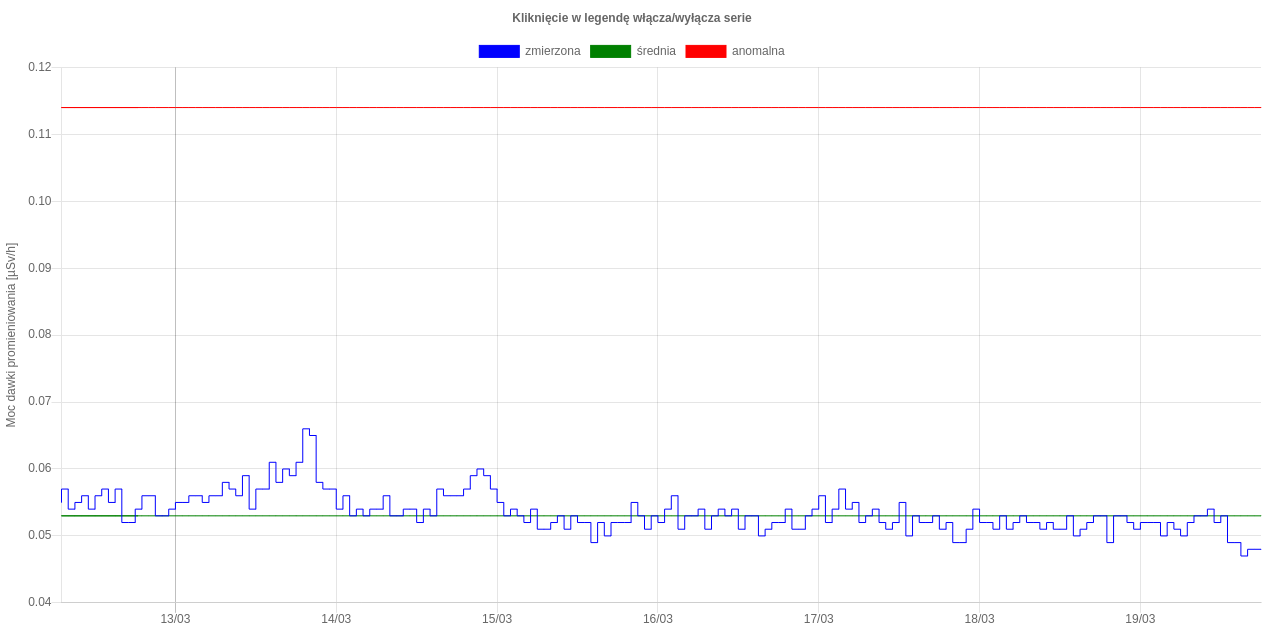 Kliknięcie w legendę włącza/wyłącza serie
zmierzona średnia anomalna
Moc dawki promieniowania [µSv/h]
0.12
0.11
0.10
0.09
0.08
0.07
0.06
0.05
0.04
13/03 14/03 15/03 16/03 17/03 18/03 19/03